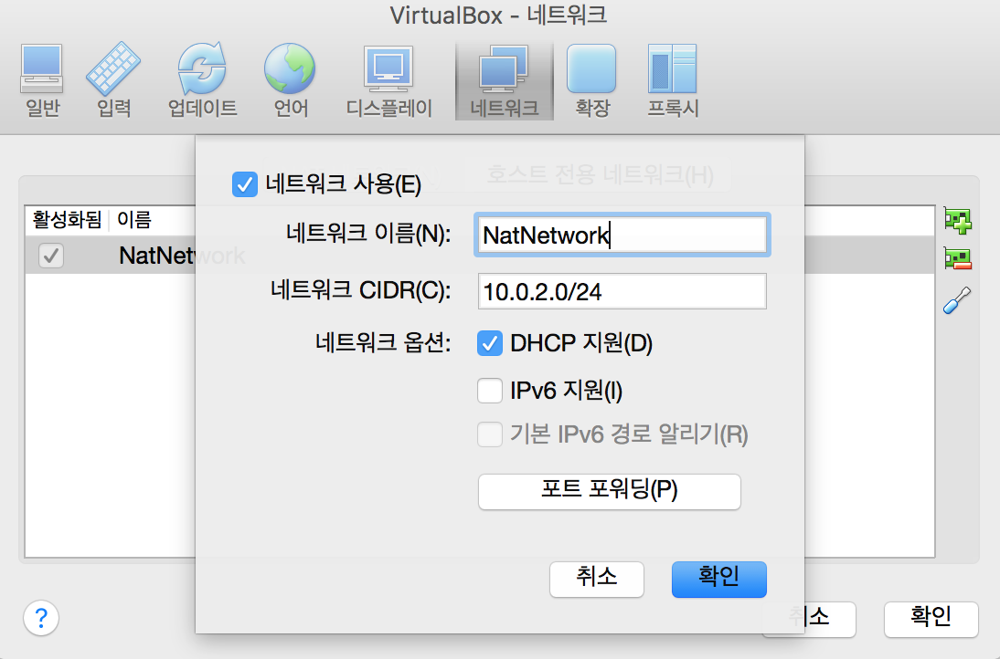 VirtualBox - 네트워크
일반 입력 업데이트 언어 디스플레이 네트워크 확장 프록시
호스트 전용 네트워크(H)
네트워크 사용(E)
활성화됨 이름
네트워크 이름(N): NatNetwork
NatNetwork
네트워크 CIDR(C): 10.0.2.0/24
네트워크 옵션: DHCP 지원(D)
IPv6 지원(I)
기본 IPv6 경로 알리기(R)
포트 포워딩(P)
취소 확인
? 취소 확인